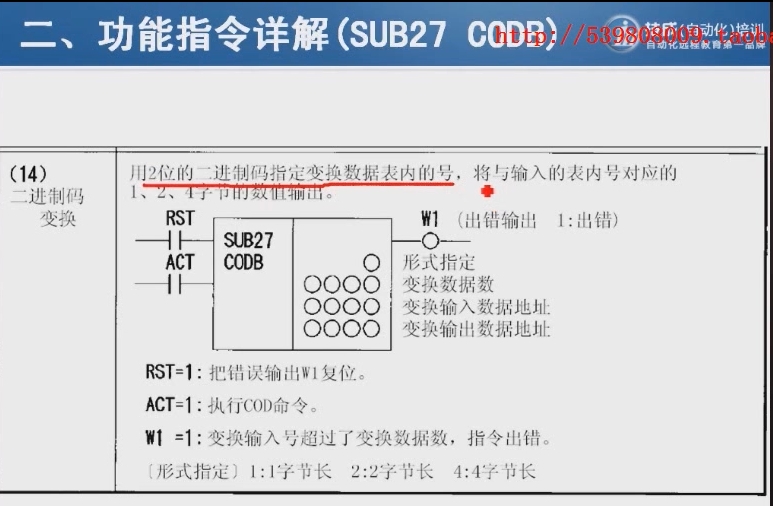 二、功能指令详解(SUB27 CODB)
http://539808009.taoba
(自动化)培训
自动化远程教育第一品牌
(14)
二进制码
变换
用2位的二进制码指定变换数据表内的号，将与输入的表内号对应的
1、2、4字节的数值输出。
RST
ACT
SUB27
CODB
W1 (出错输出 1:出错)
形式指定
变换数据数
变换输入数据地址
变换输出数据地址
RST=1:把错误输出W1复位。
ACT=1:执行COD命令。
W1 =1:变换输入号超过了变换数据数，指令出错。
〔形式指定〕1:1字节长 2:2字节长 4:4字节长